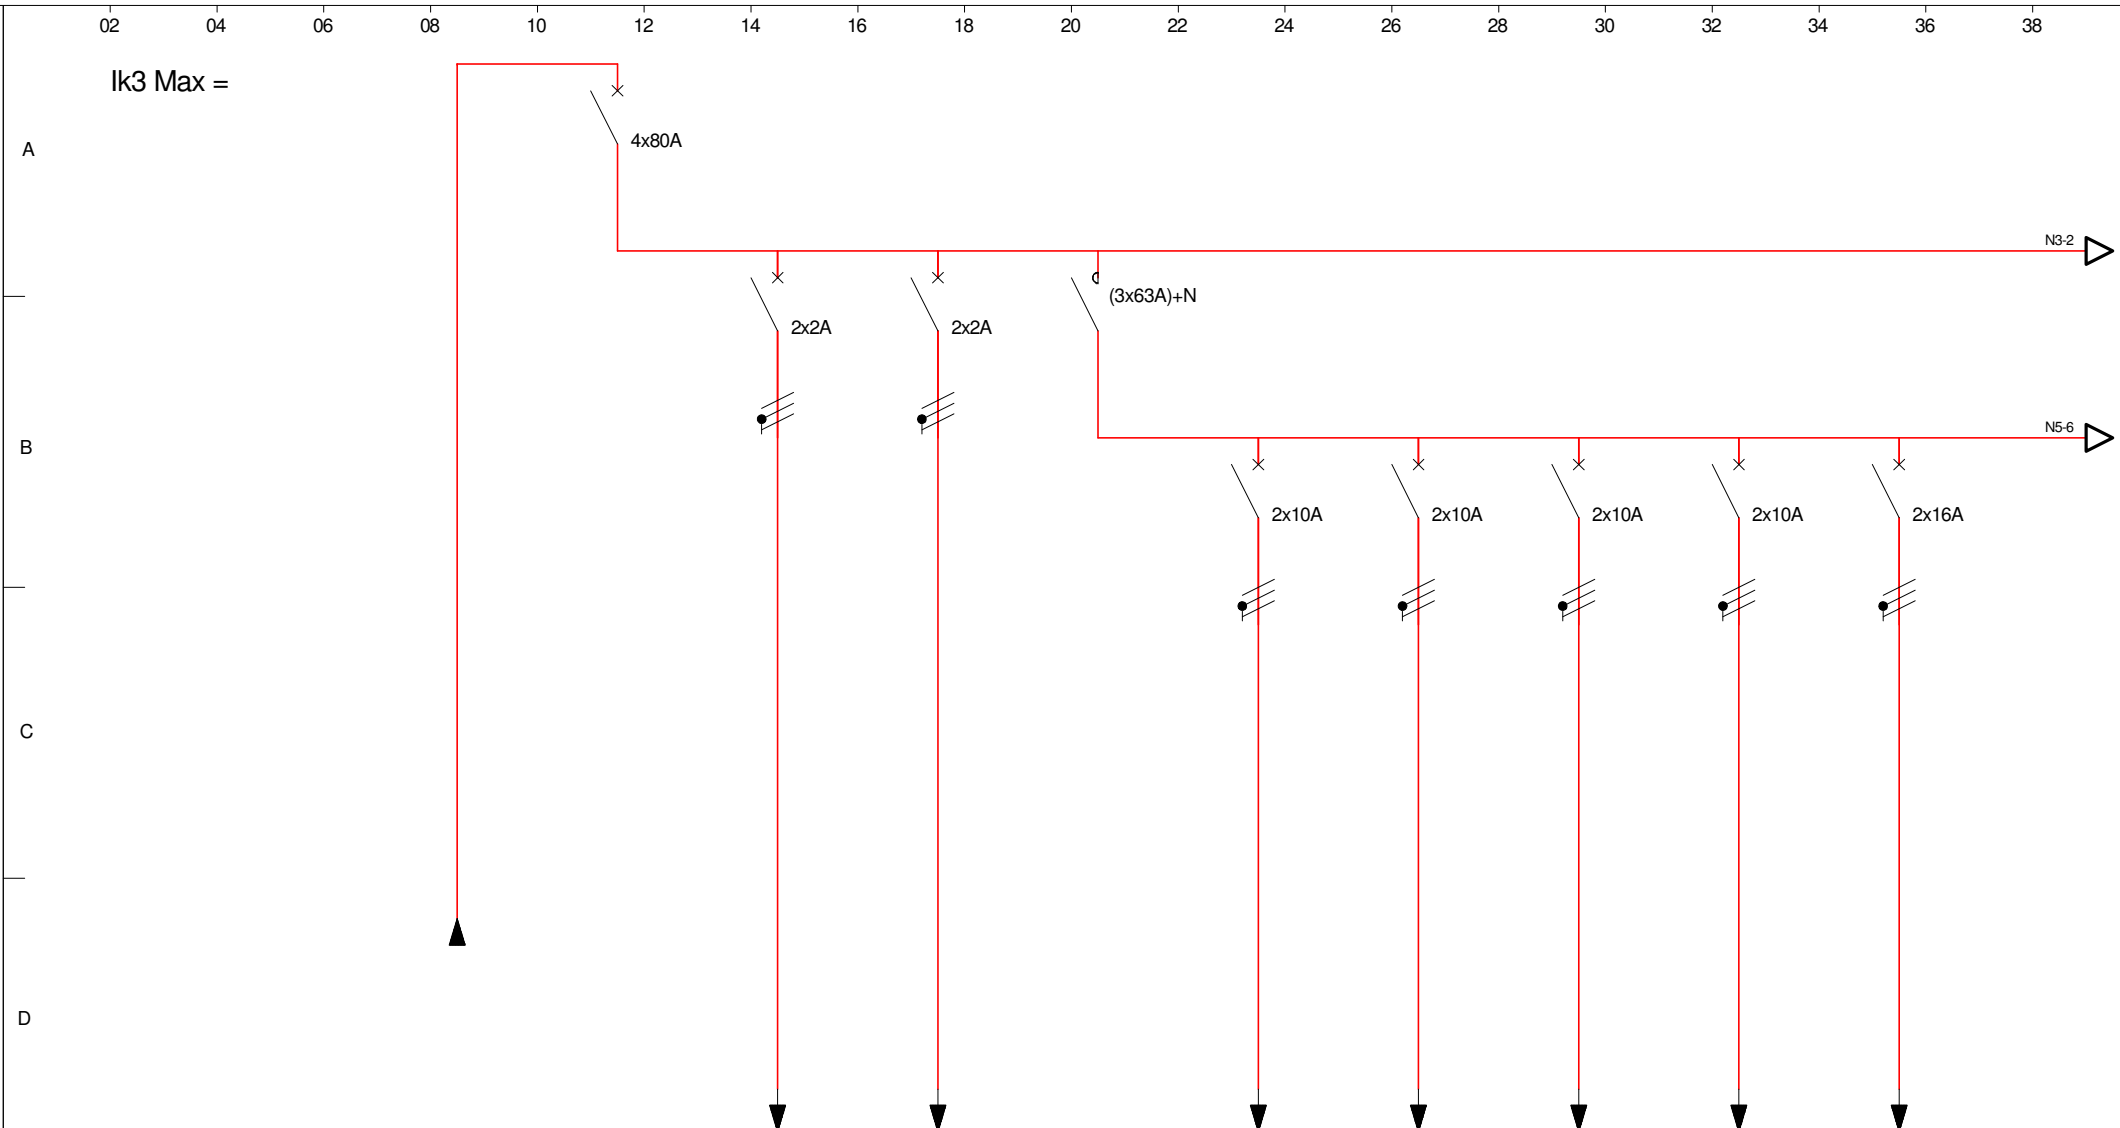 02 04 06 08 10 12 14 16 18 20 22 24 26 28 30 32 34 36 38
Ik3 Max =
A
4x80A
N3-2
(3x63A)+N
2x2A 2x2A
N5-6
B
2x10A 2x10A 2x10A 2x10A 2x16A
C
D